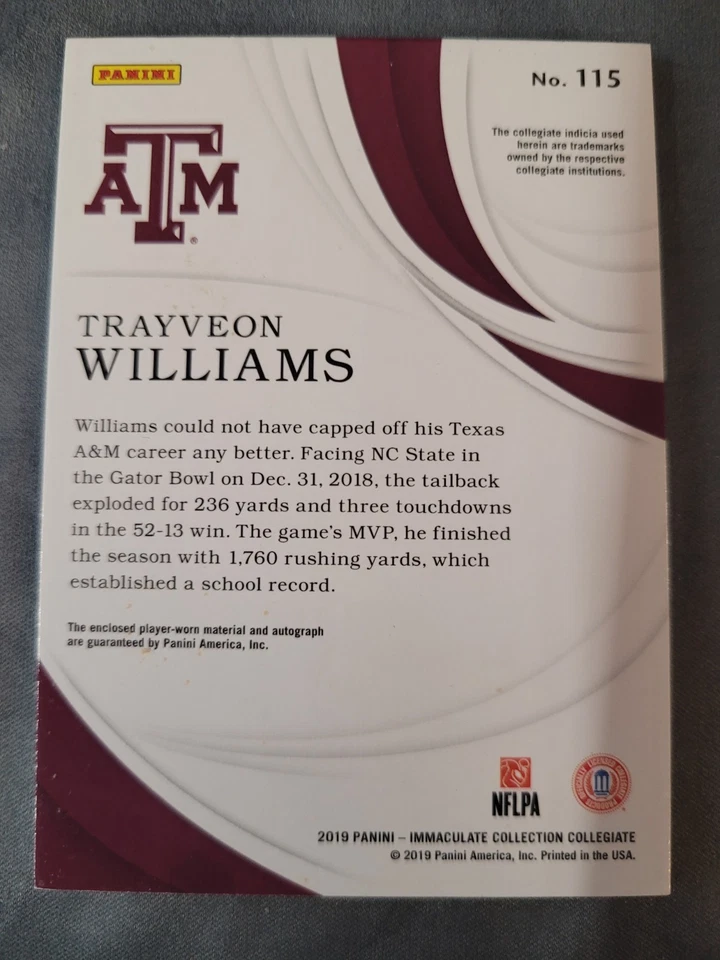 PANINI
No. 115
The collegiate indicia used
herein are trademarks
owned by the respective
collegiate institutions.
ATM
®
TRAYVEON
WILLIAMS
Williams could not have capped off his Texas
A&M career any better. Facing NC State in
the Gator Bowl on Dec. 31, 2018, the tailback
exploded for 236 yards and three touchdowns
in the 52-13 win. The game's MVP, he finished
the season with 1,760 rushing yards, which
established a school record.
The enclosed player-worn material and autograph
are guaranteed by Panini America, Inc.
NFLPA
OFFICIALLY LICENSED COLLEGIATE PRODUCTS
2019 PANINI – IMMACULATE COLLECTION COLLEGIATE
© 2019 Panini America, Inc. Printed in the USA.